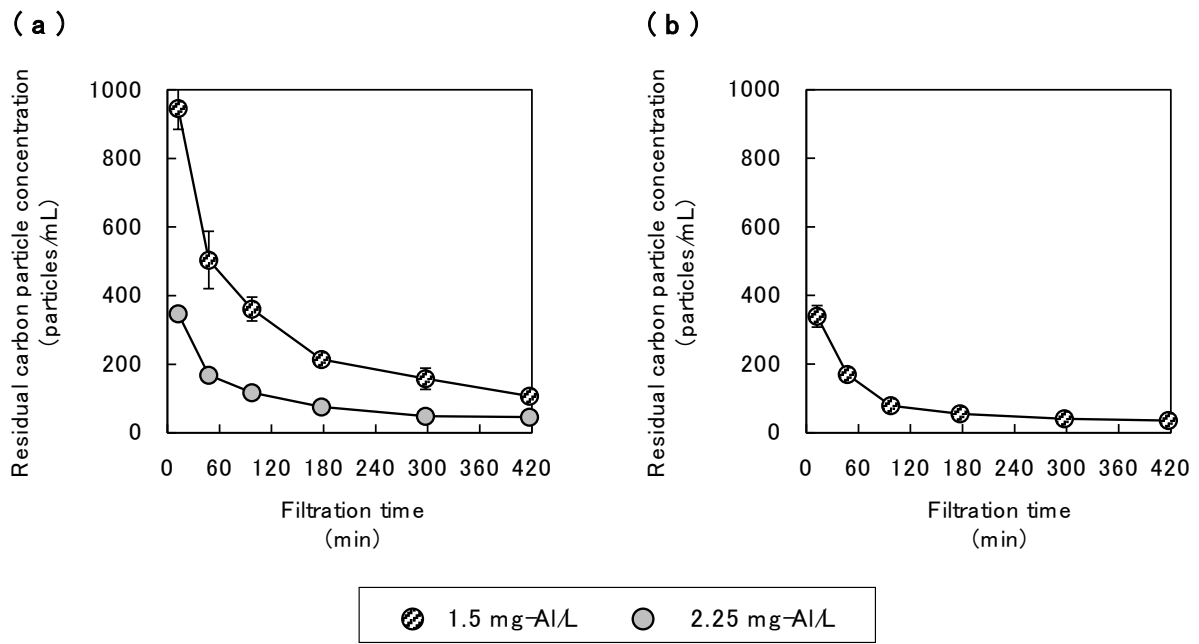 (a)
Residual carbon particle concentration
(particles/mL)
1000
800
600
400
200
0
0 60 120 180 240 300 360 420
Filtration time
(min)
(b)
Residual carbon particle concentration
(particles/mL)
1000
800
600
400
200
0
0 60 120 180 240 300 360 420
Filtration time
(min)
1.5 mg-Al/L 2.25 mg-Al/L